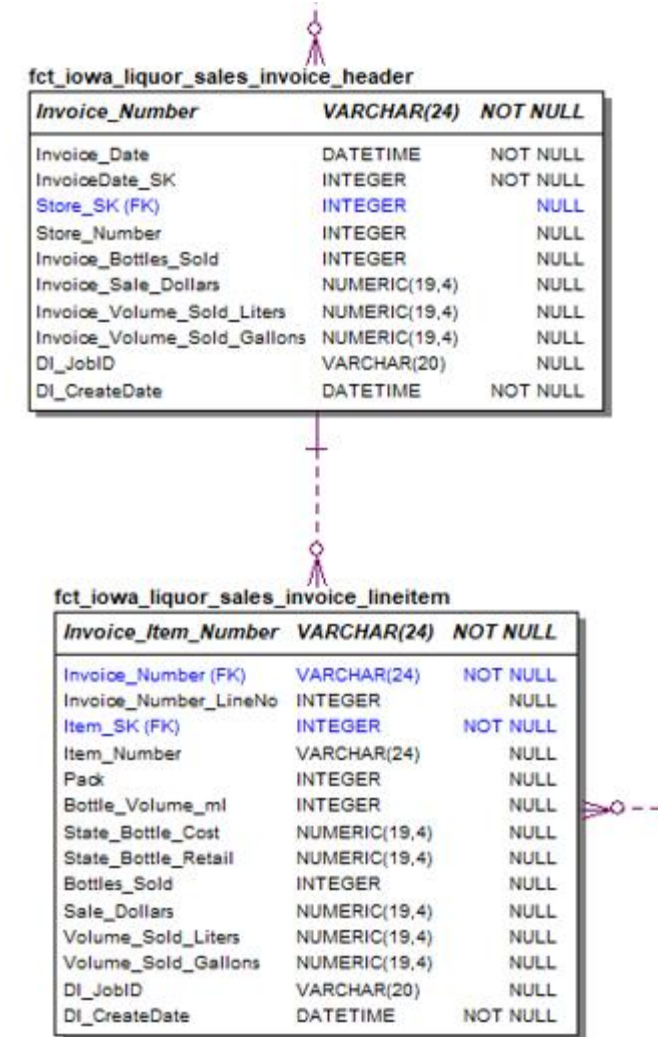 fct_iowa_liquor_sales_invoice_header
Invoice_Number VARCHAR(24) NOT NULL
Invoice_Date DATETIME NOT NULL
InvoiceDate_SK INTEGER NOT NULL
Store_SK (FK) INTEGER NULL
Store_Number INTEGER NULL
Invoice_Bottles_Sold INTEGER NULL
Invoice_Sale_Dollars NUMERIC(19,4) NULL
Invoice_Volume_Sold_Liters NUMERIC(19,4) NULL
Invoice_Volume_Sold_Gallons NUMERIC(19,4) NULL
DI_JobID VARCHAR(20) NULL
DI_CreateDate DATETIME NOT NULL
fct_iowa_liquor_sales_invoice_lineitem
Invoice_Item_Number VARCHAR(24) NOT NULL
Invoice_Number (FK) VARCHAR(24) NOT NULL
Invoice_Number_LineNo INTEGER NULL
Item_SK (FK) INTEGER NOT NULL
Item_Number VARCHAR(24) NULL
Pack INTEGER NULL
Bottle_Volume_ml INTEGER NULL
State_Bottle_Cost NUMERIC(19,4) NULL
State_Bottle_Retail NUMERIC(19,4) NULL
Bottles_Sold INTEGER NULL
Sale_Dollars NUMERIC(19,4) NULL
Volume_Sold_Liters NUMERIC(19,4) NULL
Volume_Sold_Gallons NUMERIC(19,4) NULL
DI_JobID VARCHAR(20) NULL
DI_CreateDate DATETIME NOT NULL